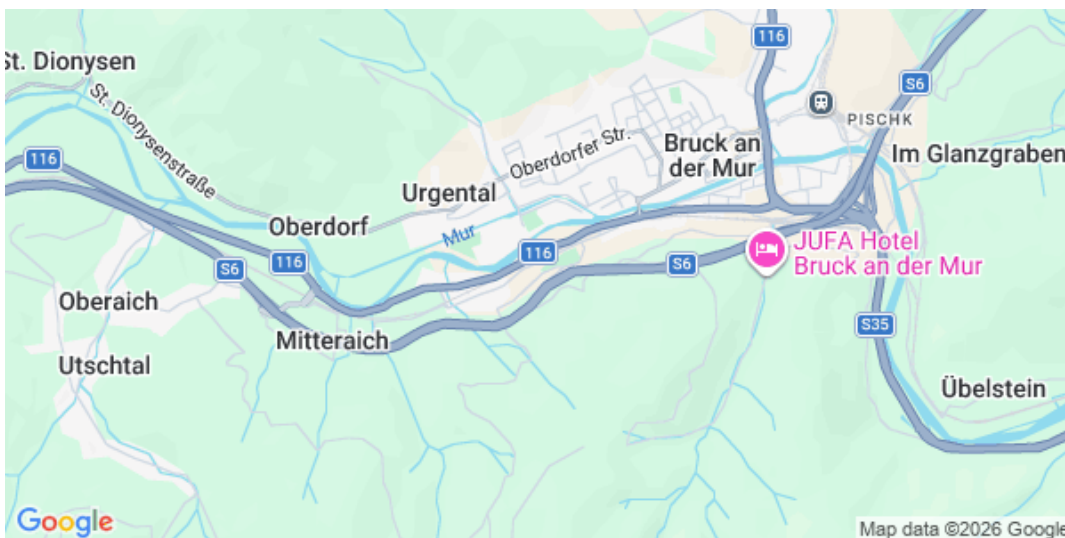 116
St. Dionysen
S6
St. Dionysenstraße
PISCHK
Oberdorfer Str.
Bruck an
der Mur
Im Glanzgraben
116
Urgental
Oberdorf
Mur
JUFA Hotel
Bruck an der Mur
116
116
S6
S6
Oberaich
S35
Mitteraich
Utschtal
Übelstein
Google
Map data ©2026 Google